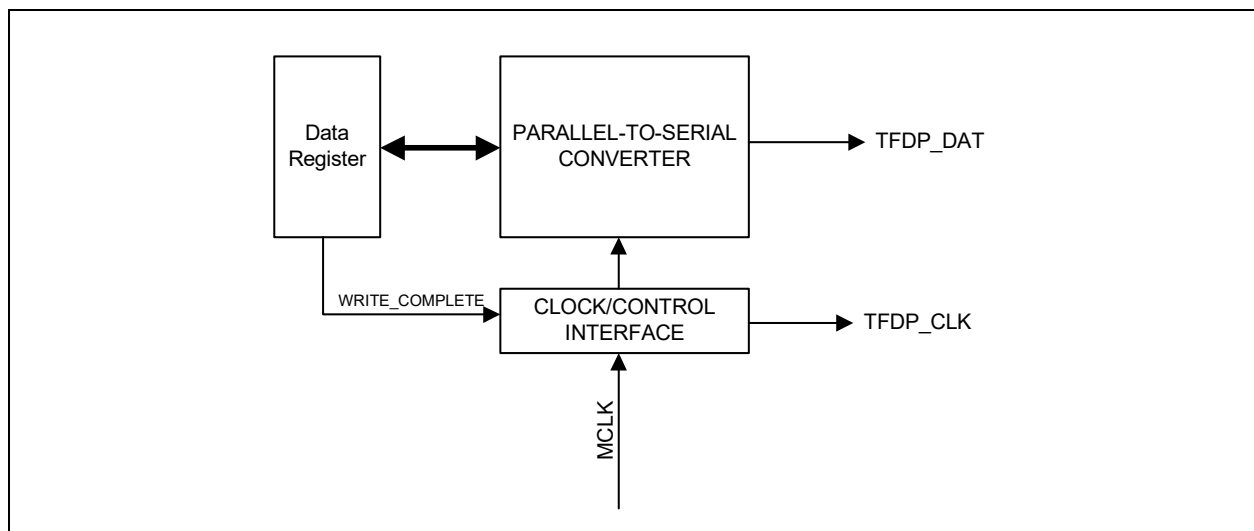 Data
Register
PARALLEL-TO-SERIAL
CONVERTER
TFDP_DAT
WRITE_COMPLETE
CLOCK/CONTROL
INTERFACE
TFDP_CLK
MCLK